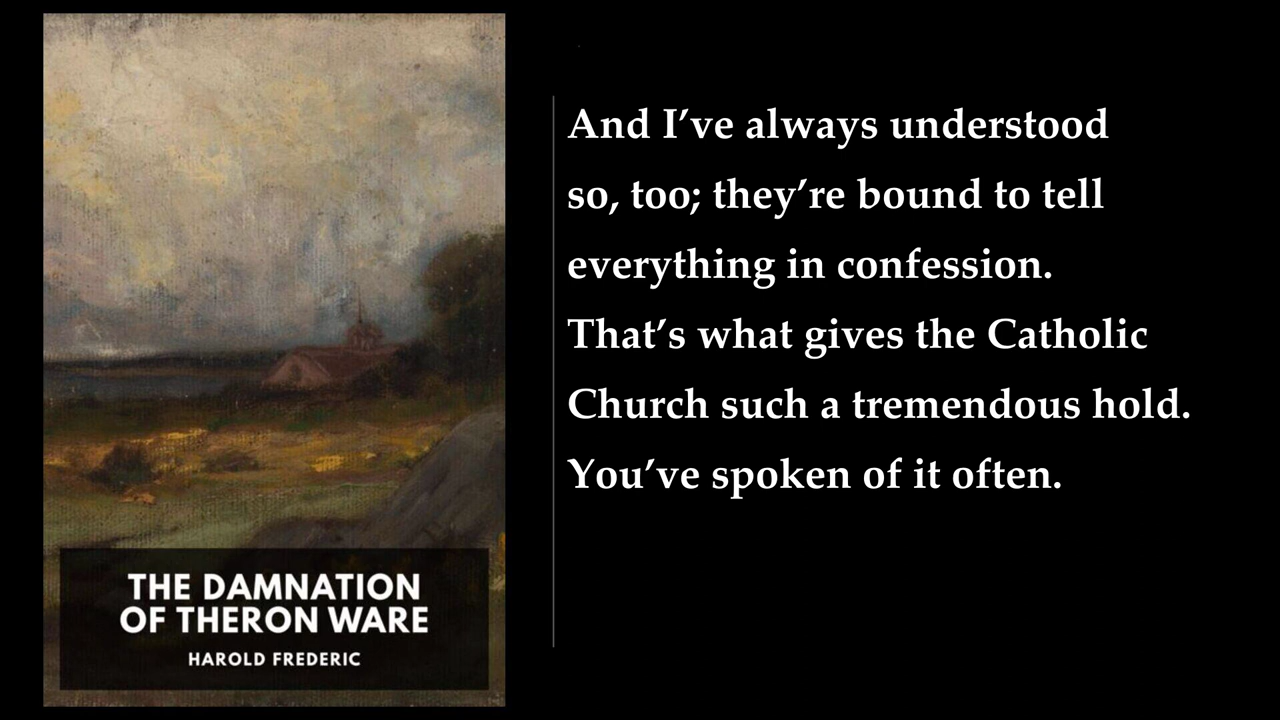 And I’ve always understood
so, too; they’re bound to tell
everything in confession.
That’s what gives the Catholic
Church such a tremendous hold.
You’ve spoken of it often.
THE DAMNATION
OF THERON WARE
HAROLD FREDERIC